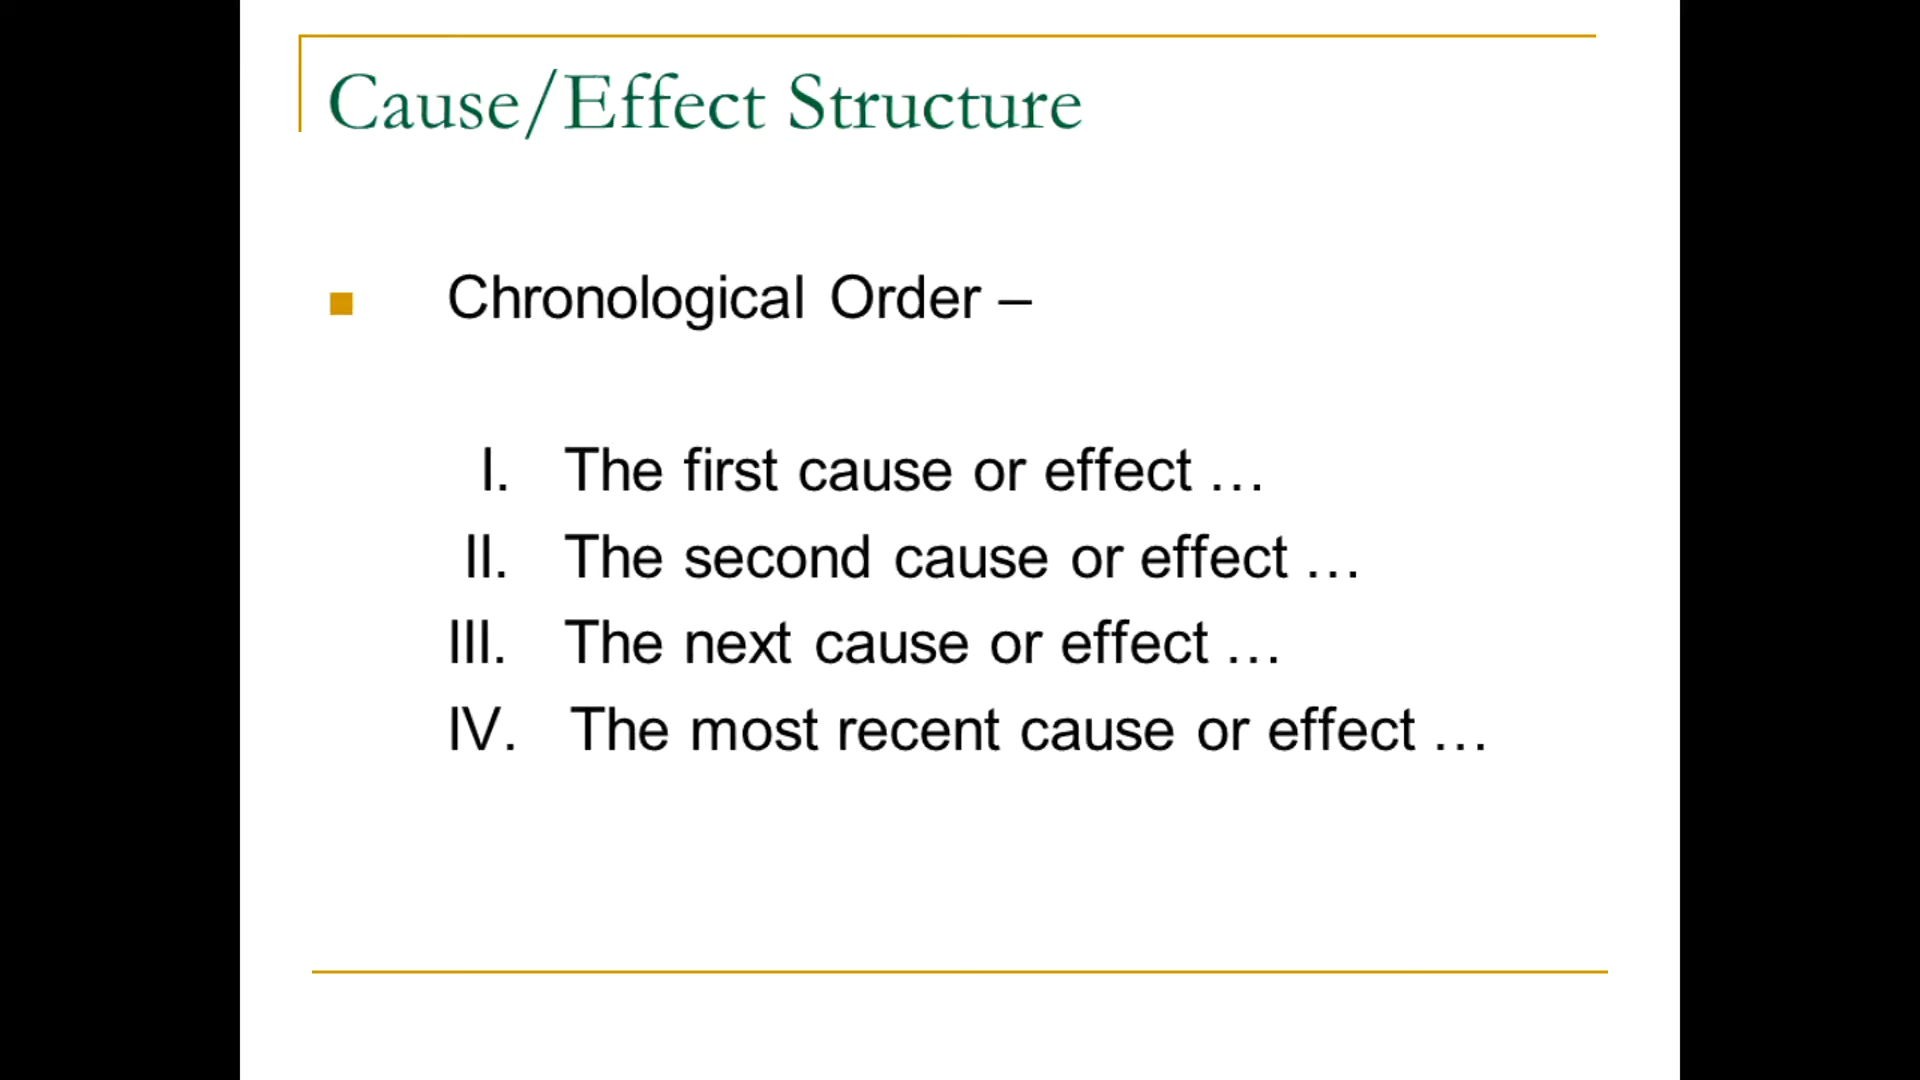 Cause/Effect Structure
Chronological Order –
I. The first cause or effect …
II. The second cause or effect …
III. The next cause or effect …
IV. The most recent cause or effect …